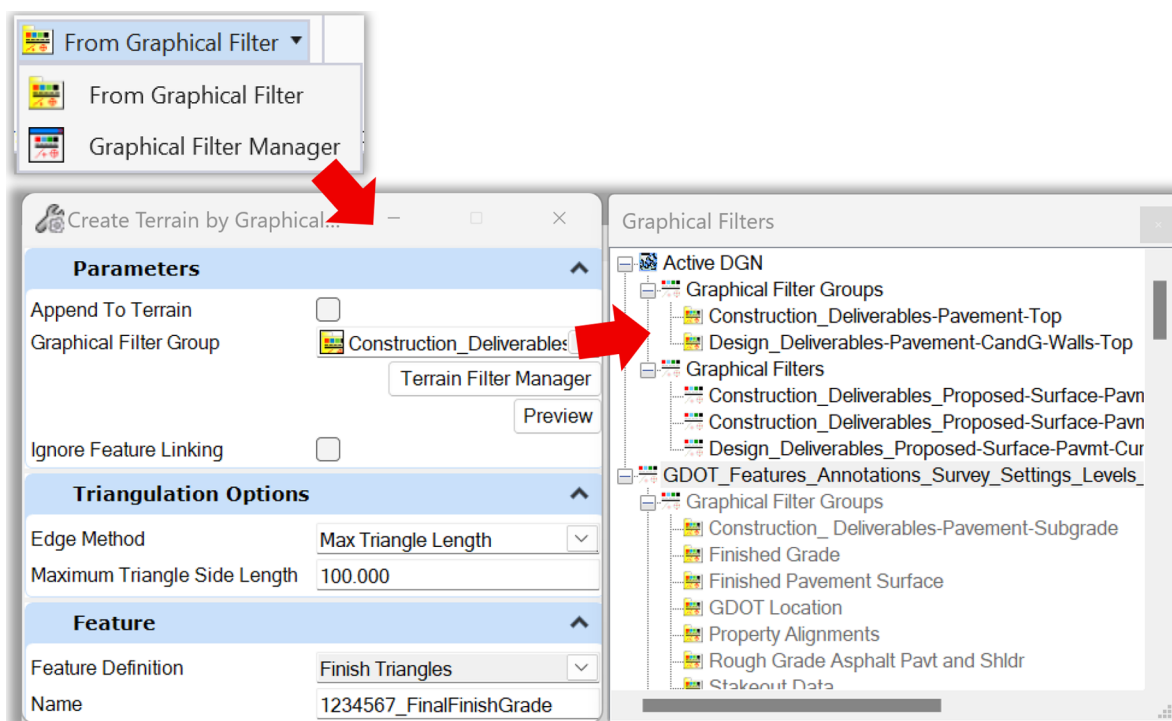 From Graphical Filter
From Graphical Filter
Graphical Filter Manager
Create Terrain by Graphical...
Parameters
Append To Terrain
Graphical Filter Group Construction_Deliverables
Terrain Filter Manager
Preview
Ignore Feature Linking
Triangulation Options
Edge Method Max Triangle Length
Maximum Triangle Side Length 100.000
Feature
Feature Definition Finish Triangles
Name 1234567_FinalFinishGrade
Graphical Filters
Active DGN
Graphical Filter Groups
Construction_Deliverables-Pavement-Top
Design_Deliverables-Pavement-CandG-Walls-Top
Graphical Filters
Construction_Deliverables_Proposed-Surface-Pavn
Construction_Deliverables_Proposed-Surface-Pavn
Design_Deliverables_Proposed-Surface-Pavmt-Cur
GDOT_Features_Annotations_Survey_Settings_Levels_
Graphical Filter Groups
Construction_ Deliverables-Pavement-Subgrade
Finished Grade
Finished Pavement Surface
GDOT Location
Property Alignments
Rough Grade Asphalt Pavt and Shldr
Stakeout Data